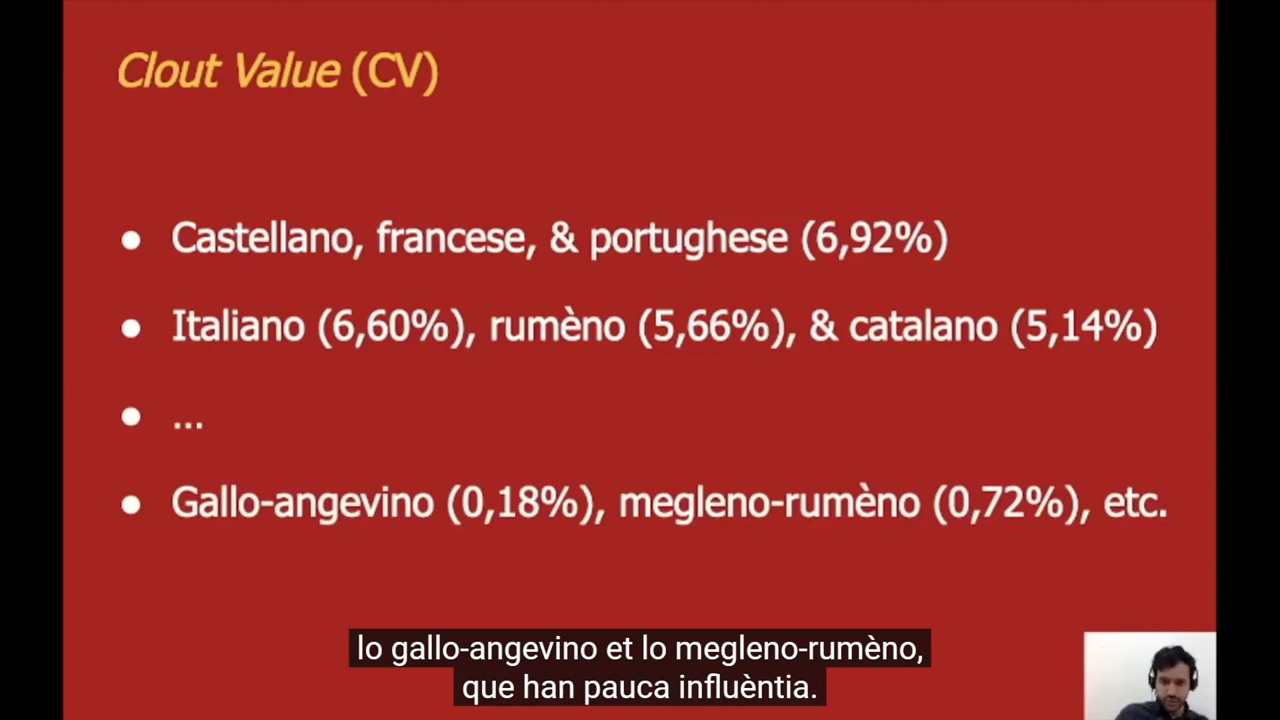 Clout Value (CV)
● Castellano, francese, & portughese (6,92%)
● Italiano (6,60%), rumèno (5,66%), & catalano (5,14%)
● ...
● Gallo-angevino (0,18%), megleno-rumèno (0,72%), etc.
lo gallo-angevino et lo megleno-rumèno,
que han pauca influèntia.